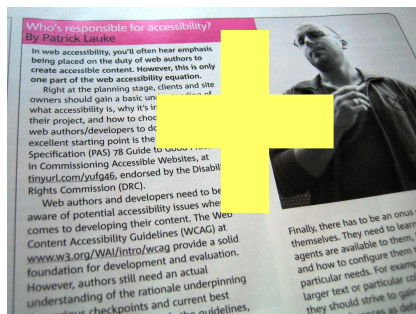 Who's responsible for accessibility?
By Patrick Lauke
In web accessibility, you'll often hear emphasis
being placed on the duty of web authors to
create accessible content. However, this is only
one part of the web accessibility equation.
Right at the planning stage, clients and site
owners should gain a basic understanding of
what accessibility is, why it's
their project, and how to
web authors/developers to
excellent starting point is the
Specification (PAS) 78 Guide to Good
in Commissioning Accessible Websites, at
tinyurl.com/yufg46, endorsed by the Disability
Rights Commission (DRC).
Web authors and developers need to be
aware of potential accessibility issues
comes to developing their content. The Web
Content Accessibility Guidelines (WCAG) at
www.w3.org/WAI/intro/wcag provide a solid
foundation for development and evaluation.
However, authors still need an actual
understanding of the rationale underpinning
checkpoints and current best
the guidelines,
Finally, there has to be an onus
themselves. They need to learn
agents are available to them,
and how to configure them
particular needs. For example
larger text or particular
they should strive to gain